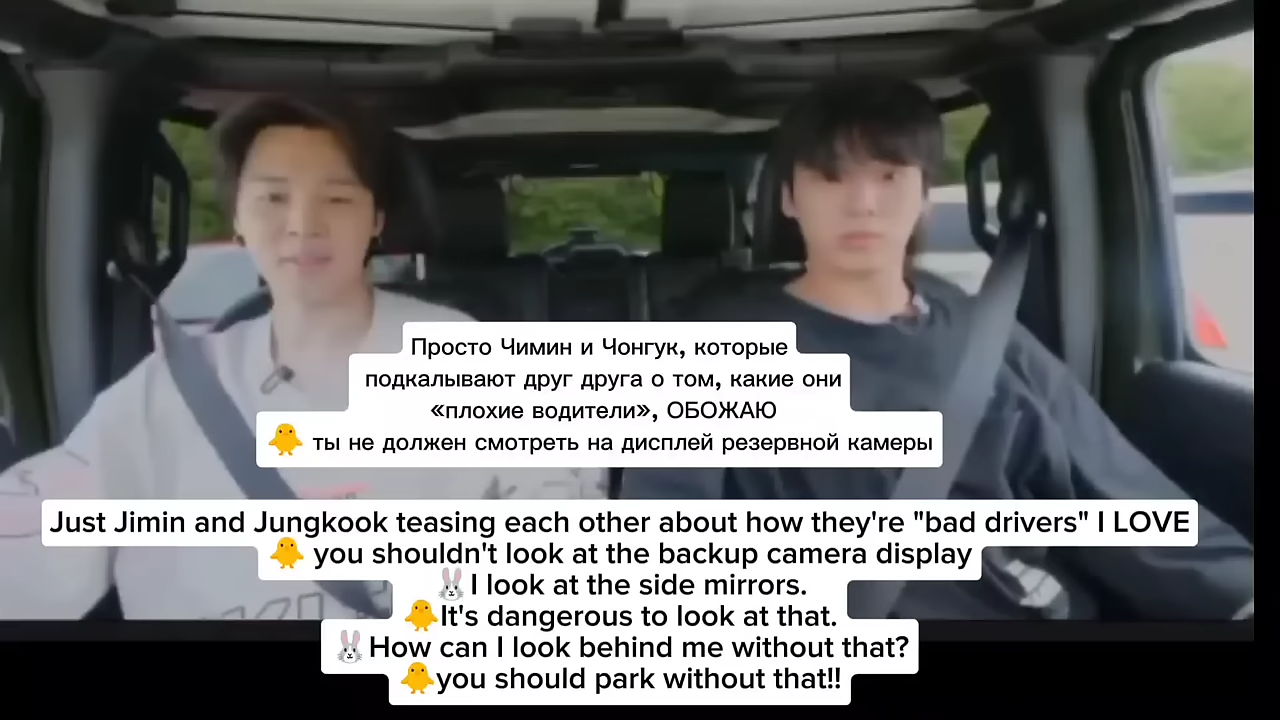 Просто Чимин и Чонгук, которые
подкалывают друг друга о том, какие они
«плохие водители», ОБОЖАЮ
🐥 ты не должен смотреть на дисплей резервной камеры
Just Jimin and Jungkook teasing each other about how they're "bad drivers" I LOVE
🐥 you shouldn't look at the backup camera display
🐰I look at the side mirrors.
🐥It's dangerous to look at that.
🐰How can I look behind me without that?
🐥you should park without that!!